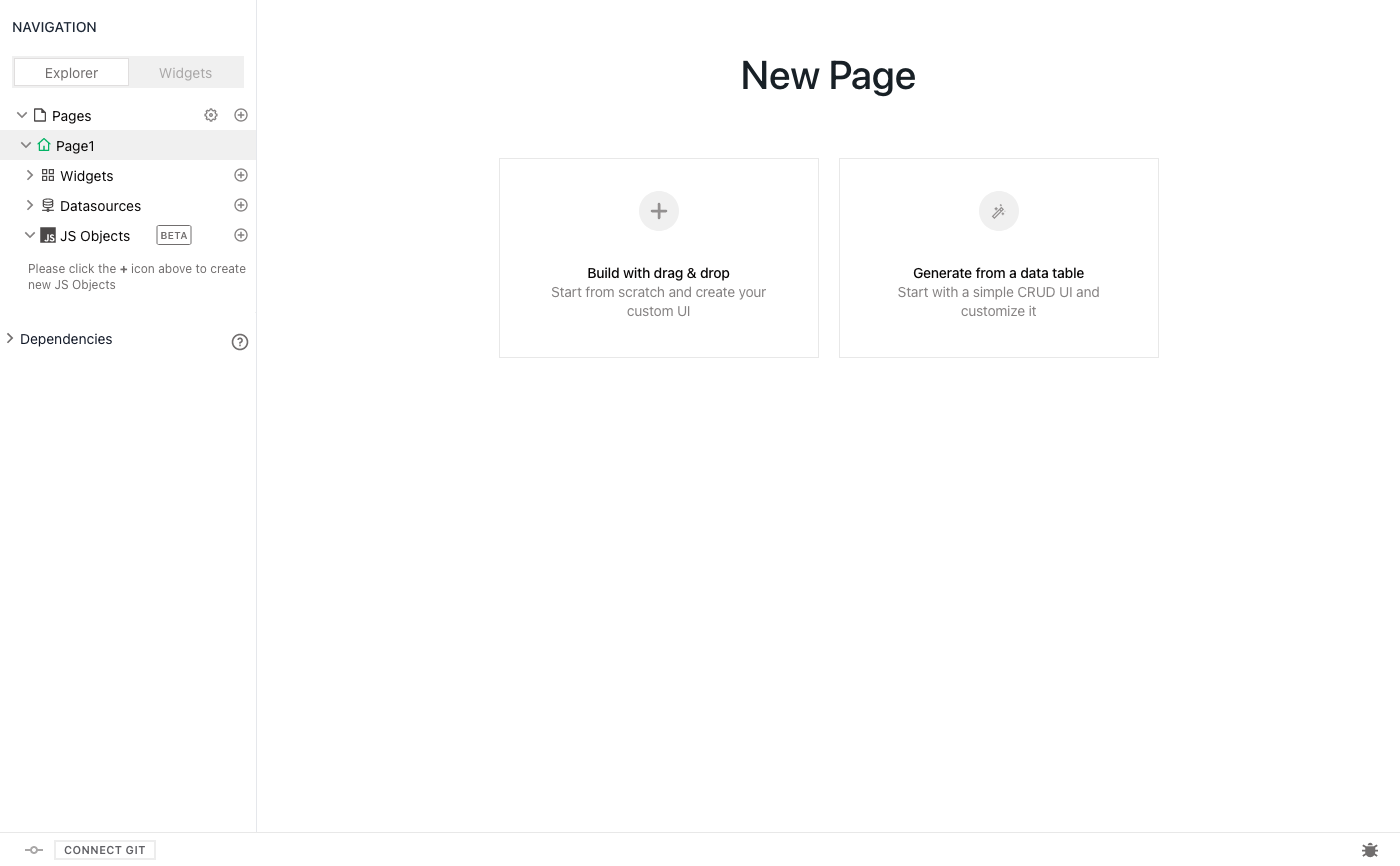 NAVIGATION
Explorer
Widgets
Pages
Page1
Widgets
Datasources
JS
JS Objects
BETA
Please click the + icon above to create
new JS Objects
Dependencies
?
New Page
Build with drag & drop
Start from scratch and create your
custom UI
Generate from a data table
Start with a simple CRUD UI and
customize it
CONNECT GIT